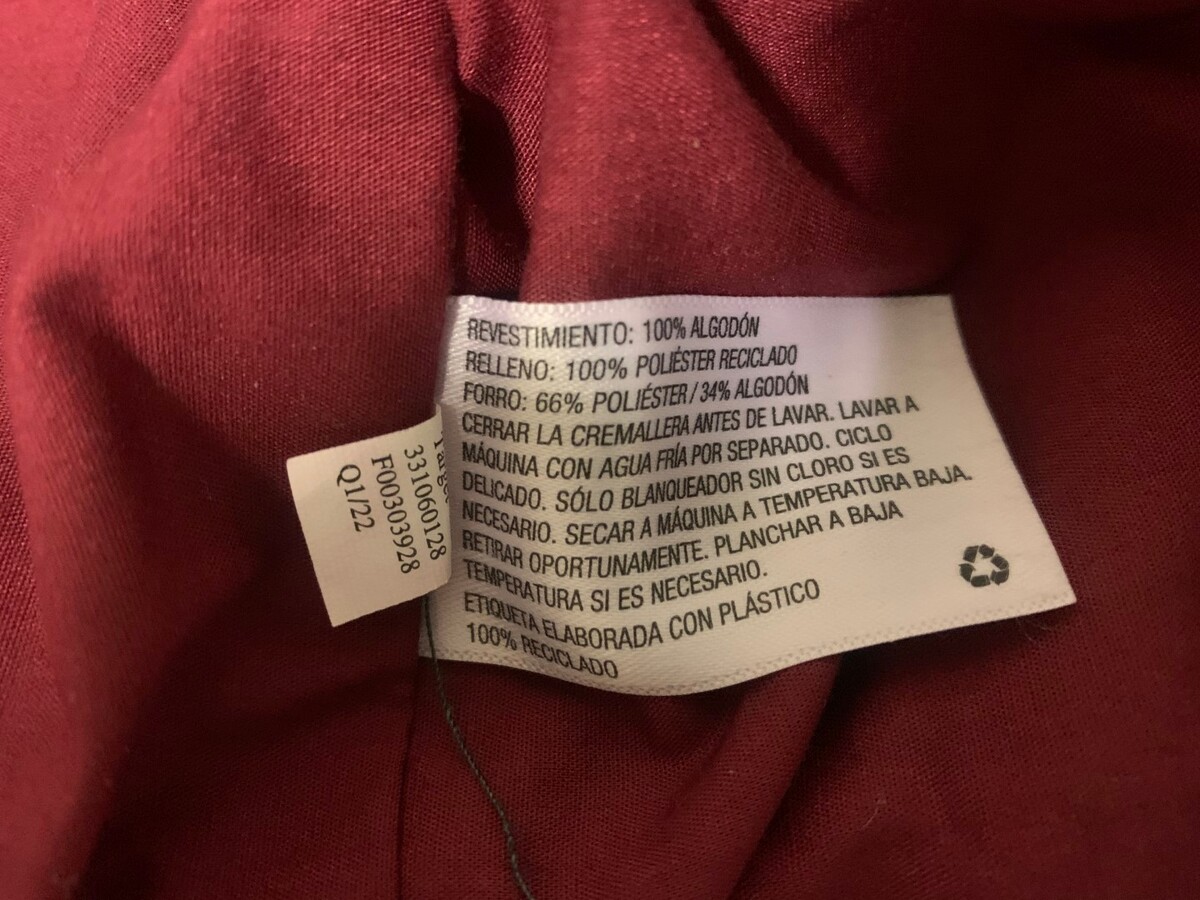 REVESTIMIENTO: 100% ALGODÓN
RELLENO: 100% POLIÉSTER RECICLADO
FORRO: 66% POLIÉSTER / 34% ALGODÓN
CERRAR LA CREMALLERA ANTES DE LAVAR. LAVAR A
MÁQUINA CON AGUA FRÍA POR SEPARADO. CICLO
DELICADO. SÓLO BLANQUEADOR SIN CLORO SI ES
NECESARIO. SECAR A MÁQUINA A TEMPERATURA BAJA.
RETIRAR OPORTUNAMENTE. PLANCHAR A BAJA
TEMPERATURA SI ES NECESARIO.
ETIQUETA ELABORADA CON PLÁSTICO
100% RECICLADO
331060128
F00303928
Q1/22